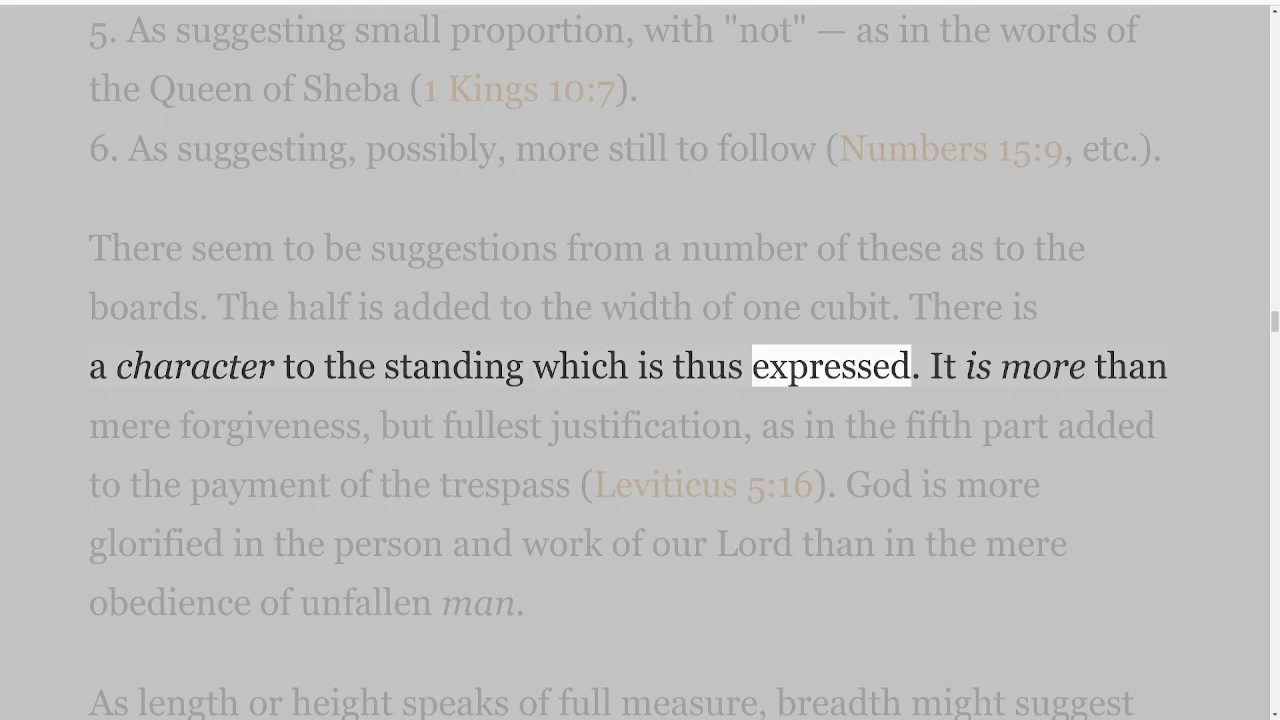 5. As suggesting small proportion, with "not" — as in the words of
the Queen of Sheba (1 Kings 10:7).
6. As suggesting, possibly, more still to follow (Numbers 15:9, etc.).
There seem to be suggestions from a number of these as to the
boards. The half is added to the width of one cubit. There is
a character to the standing which is thus expressed. It is more than
mere forgiveness, but fullest justification, as in the fifth part added
to the payment of the trespass (Leviticus 5:16). God is more
glorified in the person and work of our Lord than in the mere
obedience of unfallen man.
As length or height speaks of full measure, breadth might suggest